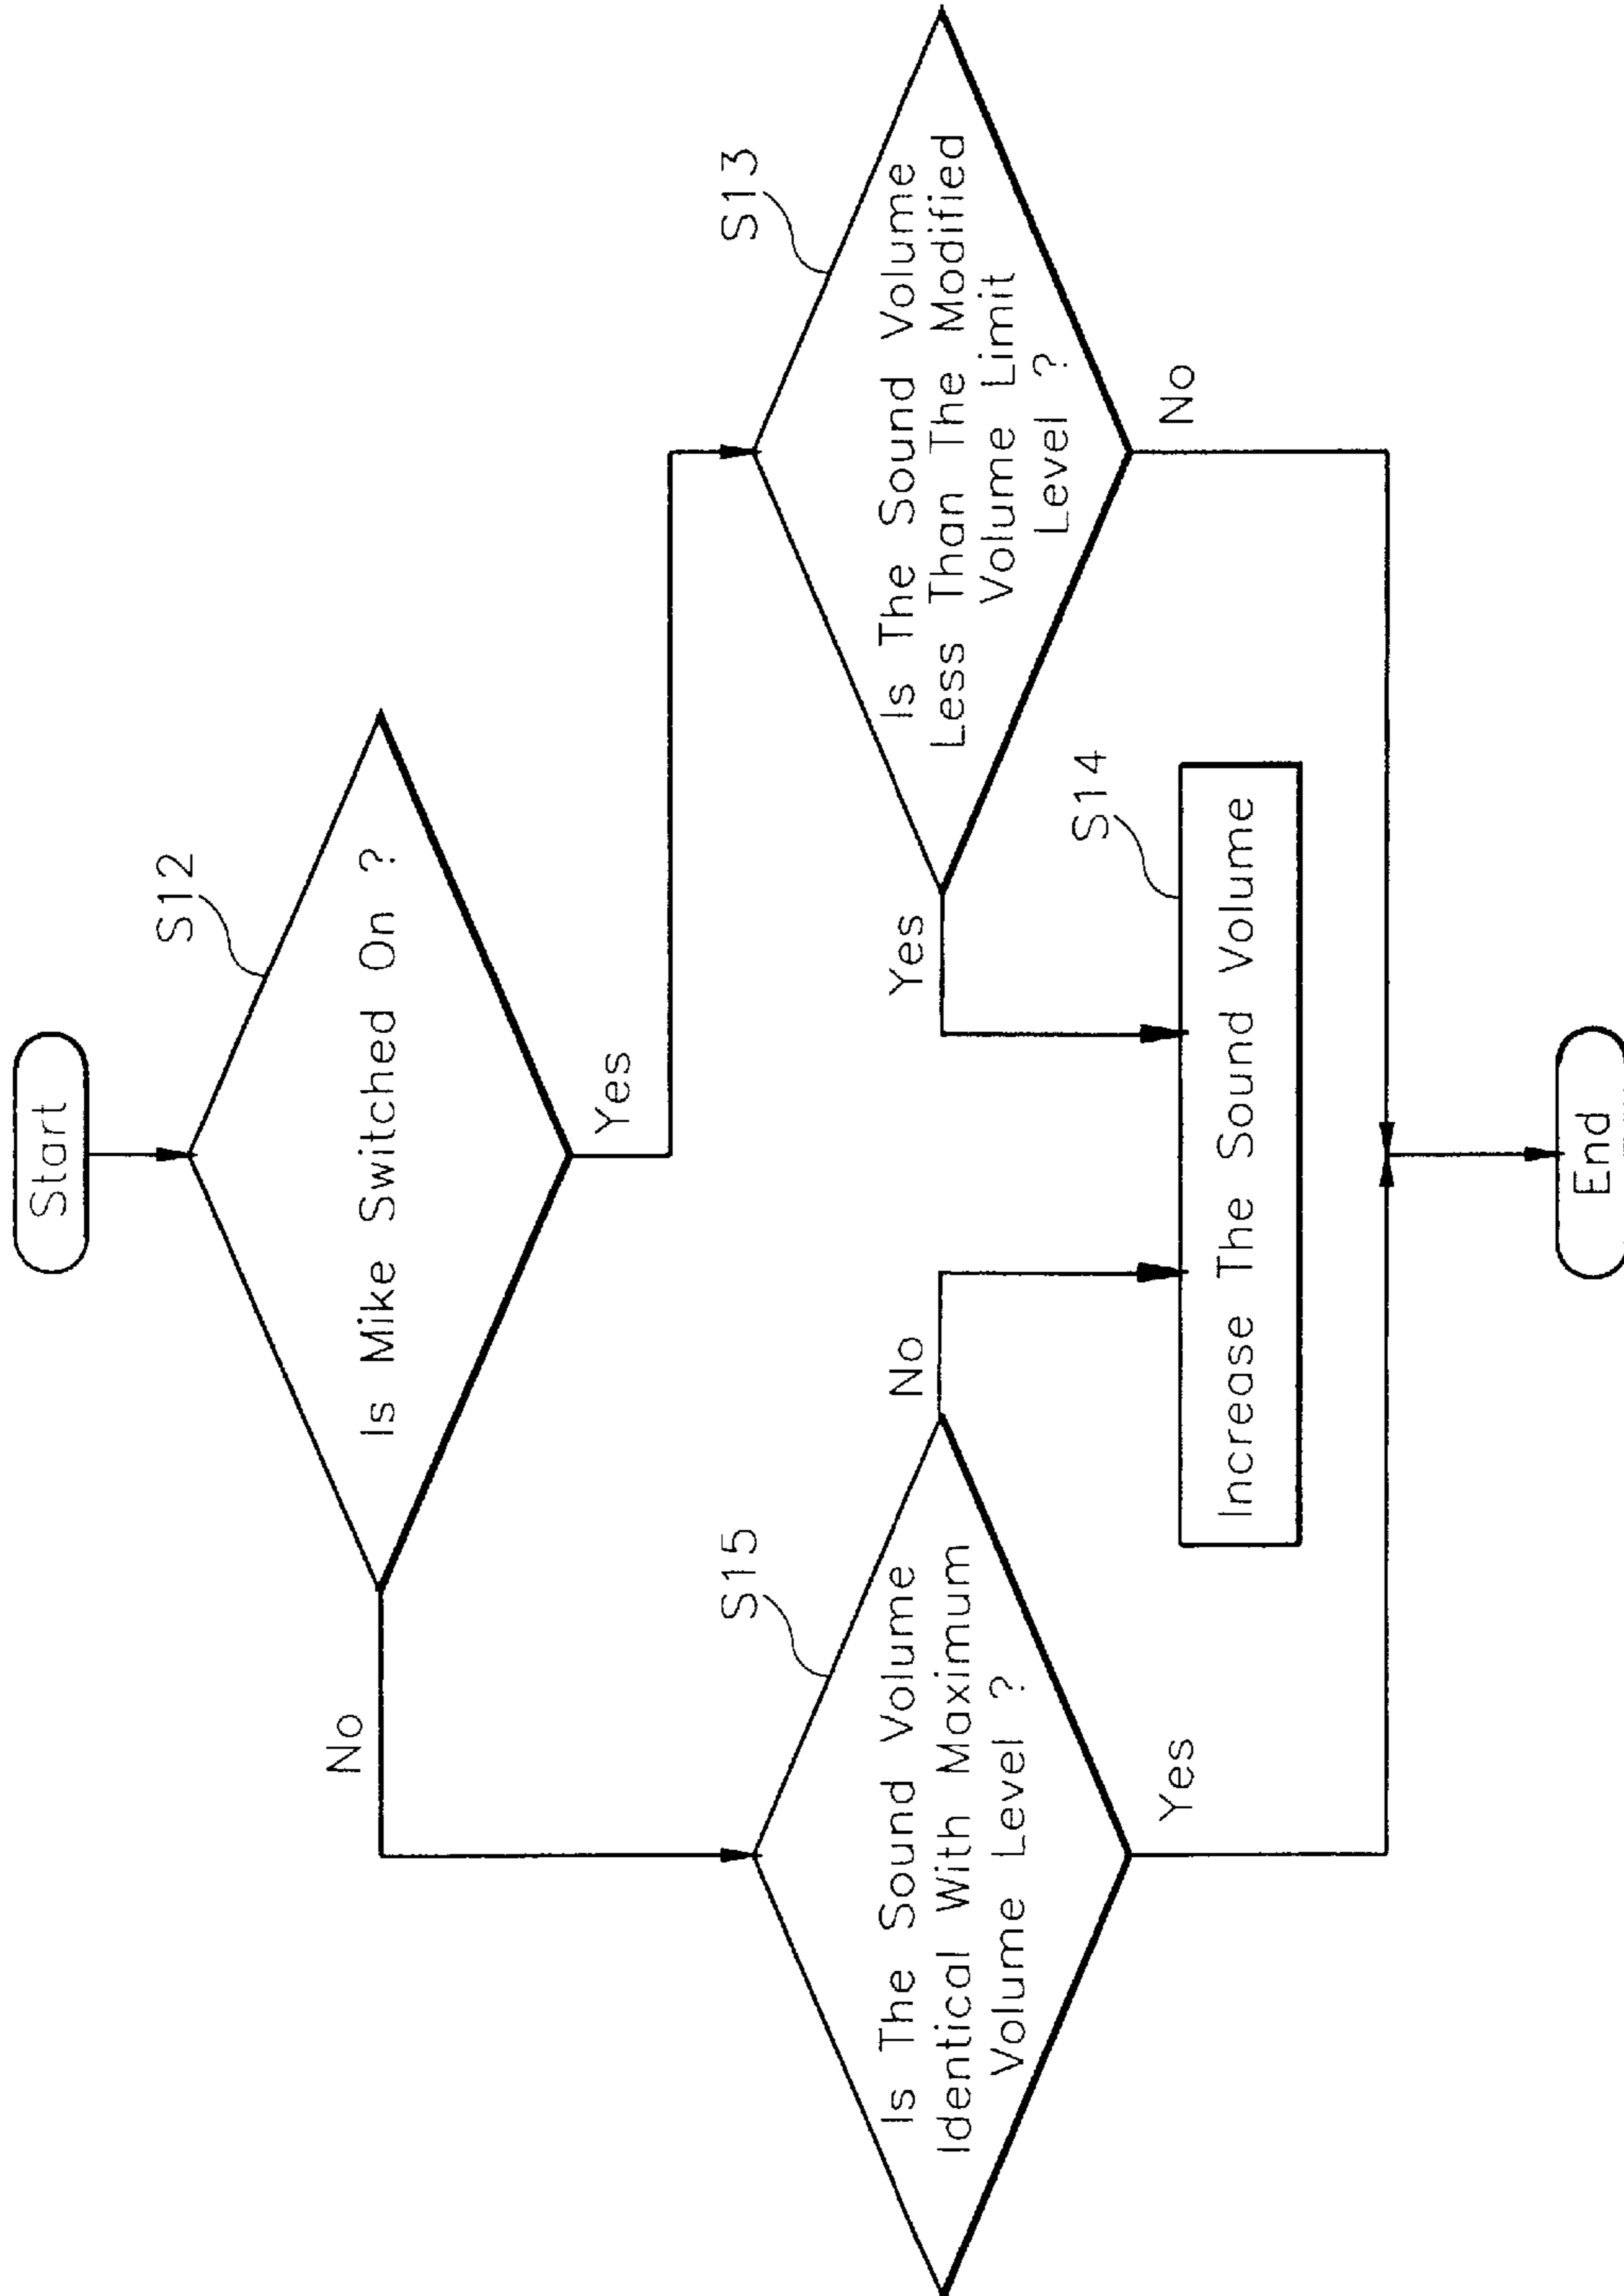 Start
S12
Is Mike Switched On ?
No
Yes
S15
Is The Sound Volume
Identical With Maximum
Volume Level ?
No
Yes
S13
Is The Sound Volume
Less Than The Modified
Volume Limit
Level ?
Yes
No
S14
Increase The Sound Volume
End